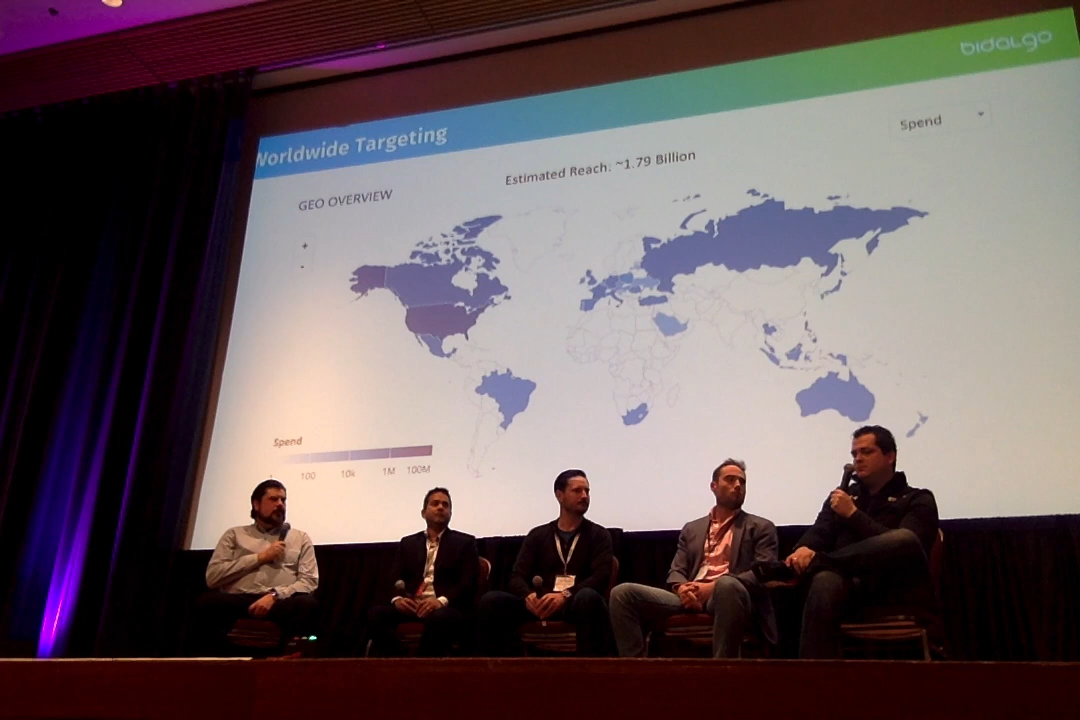 bidalgo
Worldwide Targeting
Spend
Estimated Reach: ~1.79 Billion
GEO OVERVIEW
+
-
Spend
100 10k 1M 100M